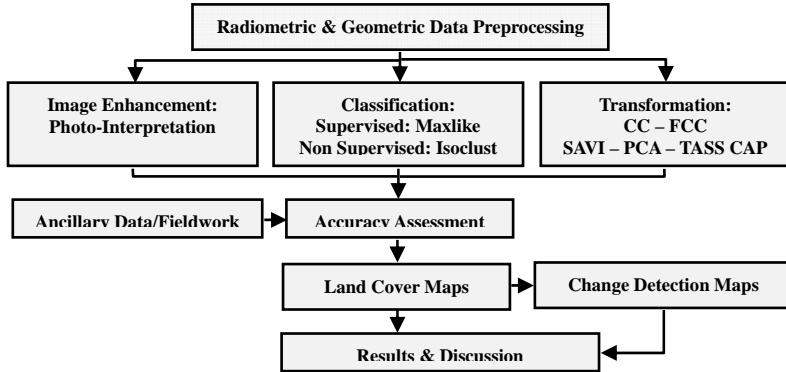 Radiometric & Geometric Data Preprocessing
Image Enhancement:
Photo-Interpretation
Classification:
Supervised: Maxlike
Non Supervised: Isoclust
Transformation:
CC – FCC
SAVI – PCA – TASS CAP
Ancillary Data/Fieldwork
Accuracy Assessment
Land Cover Maps
Change Detection Maps
Results & Discussion